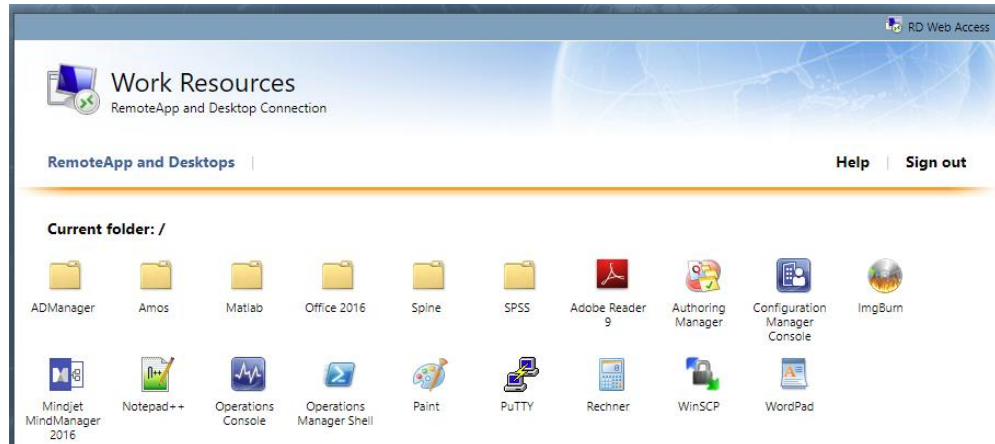 RD Web Access
Work Resources
RemoteApp and Desktop Connection
RemoteApp and Desktops | Help | Sign out
Current folder: /
ADManager Amos Matlab Office 2016 Spine SPSS Adobe Reader 9 Authoring Manager Configuration Manager Console ImgBurn
Mindjet MindManager 2016 Notepad++ Operations Console Operations Manager Shell Paint PuTTY Rechner WinSCP WordPad